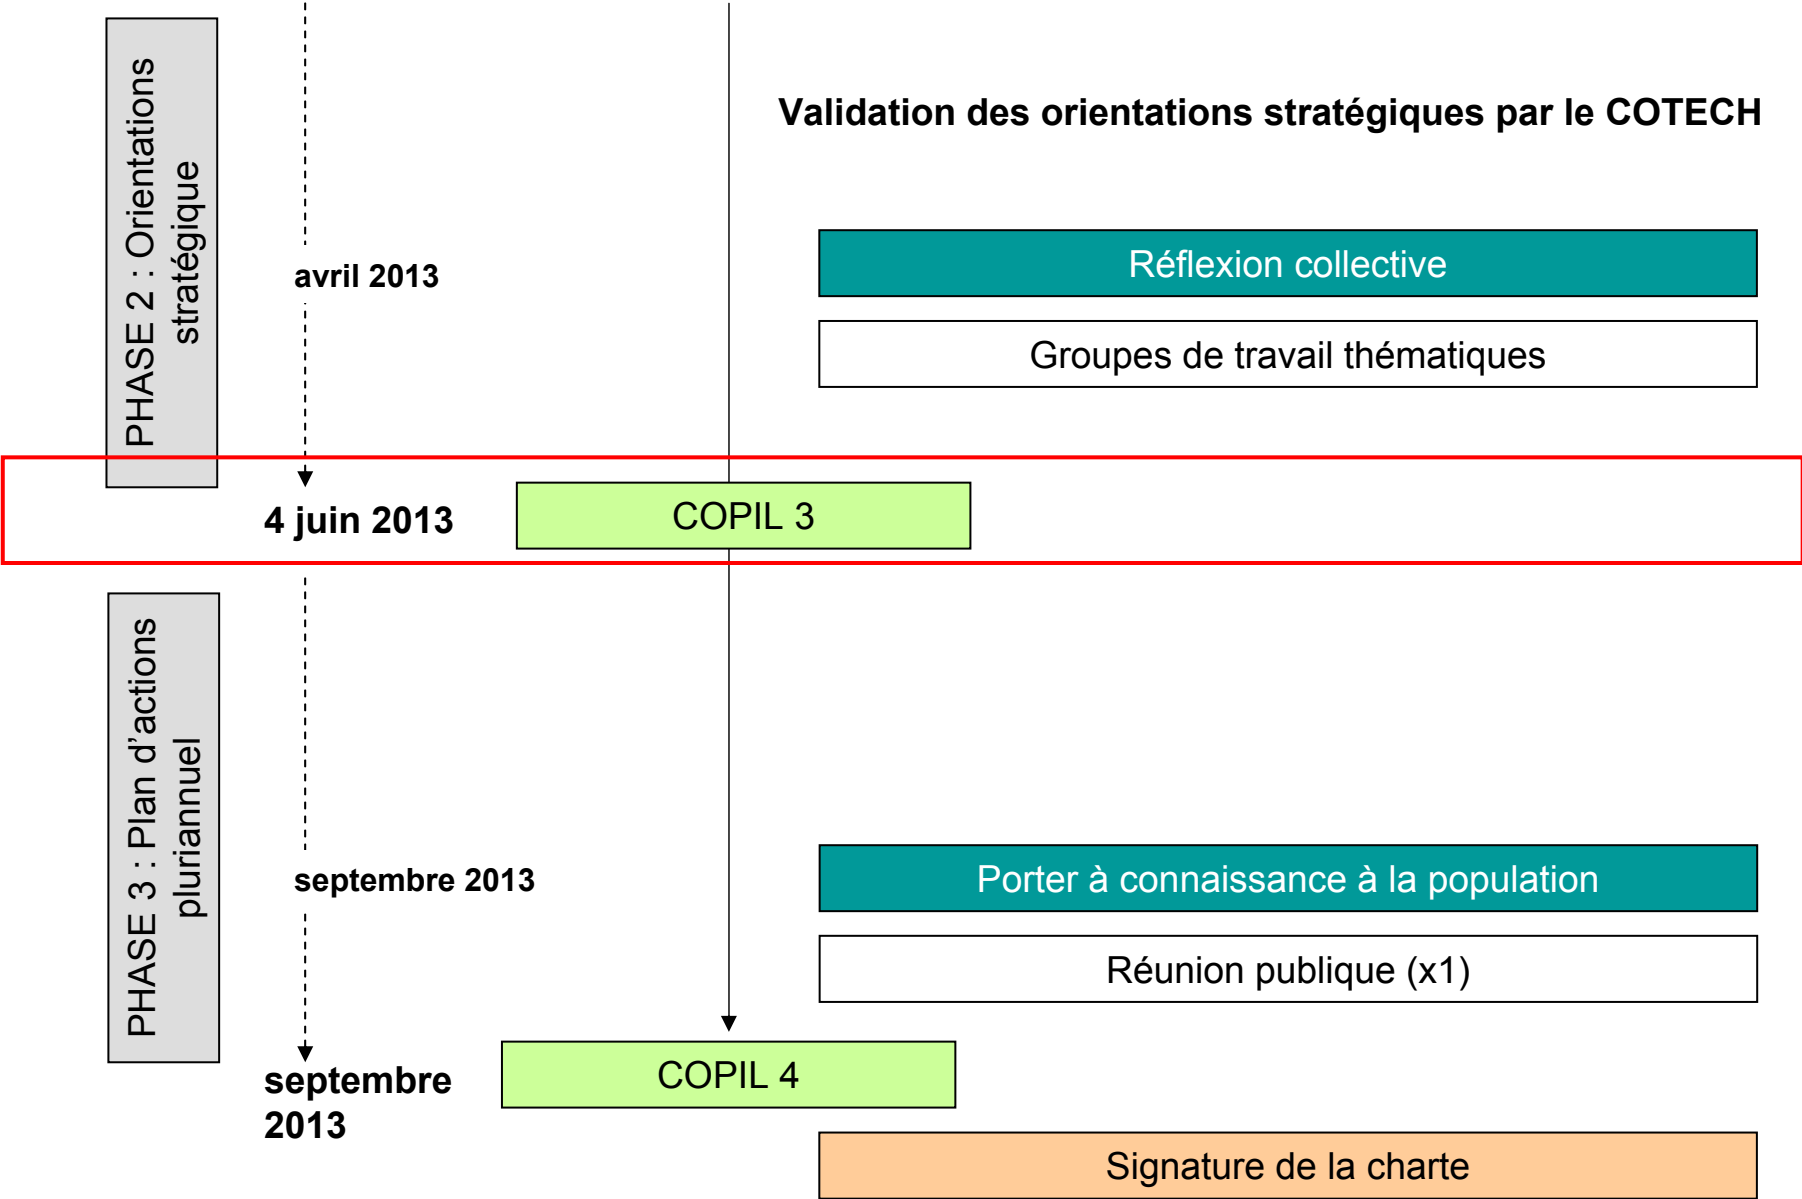 PHASE 2 : Orientations
stratégique
Validation des orientations stratégiques par le COTECH
avril 2013
Réflexion collective
Groupes de travail thématiques
4 juin 2013
COPIL 3
PHASE 3 : Plan d'actions
pluriannuel
septembre 2013
Porter à connaissance à la population
Réunion publique (x1)
septembre
2013
COPIL 4
Signature de la charte